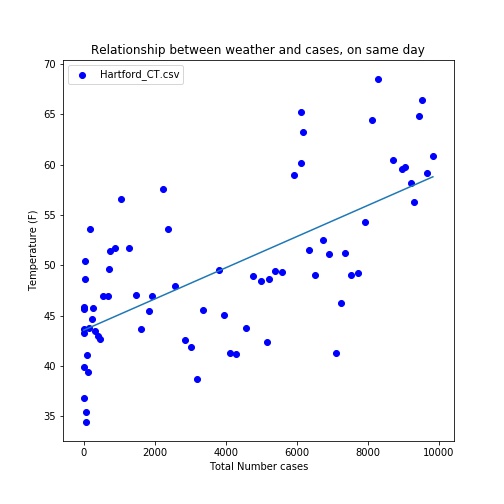 Relationship between weather and cases, on same day
Hartford_CT.csv
Temperature (F)
70
65
60
55
50
45
40
35
0 2000 4000 6000 8000 10000
Total Number cases